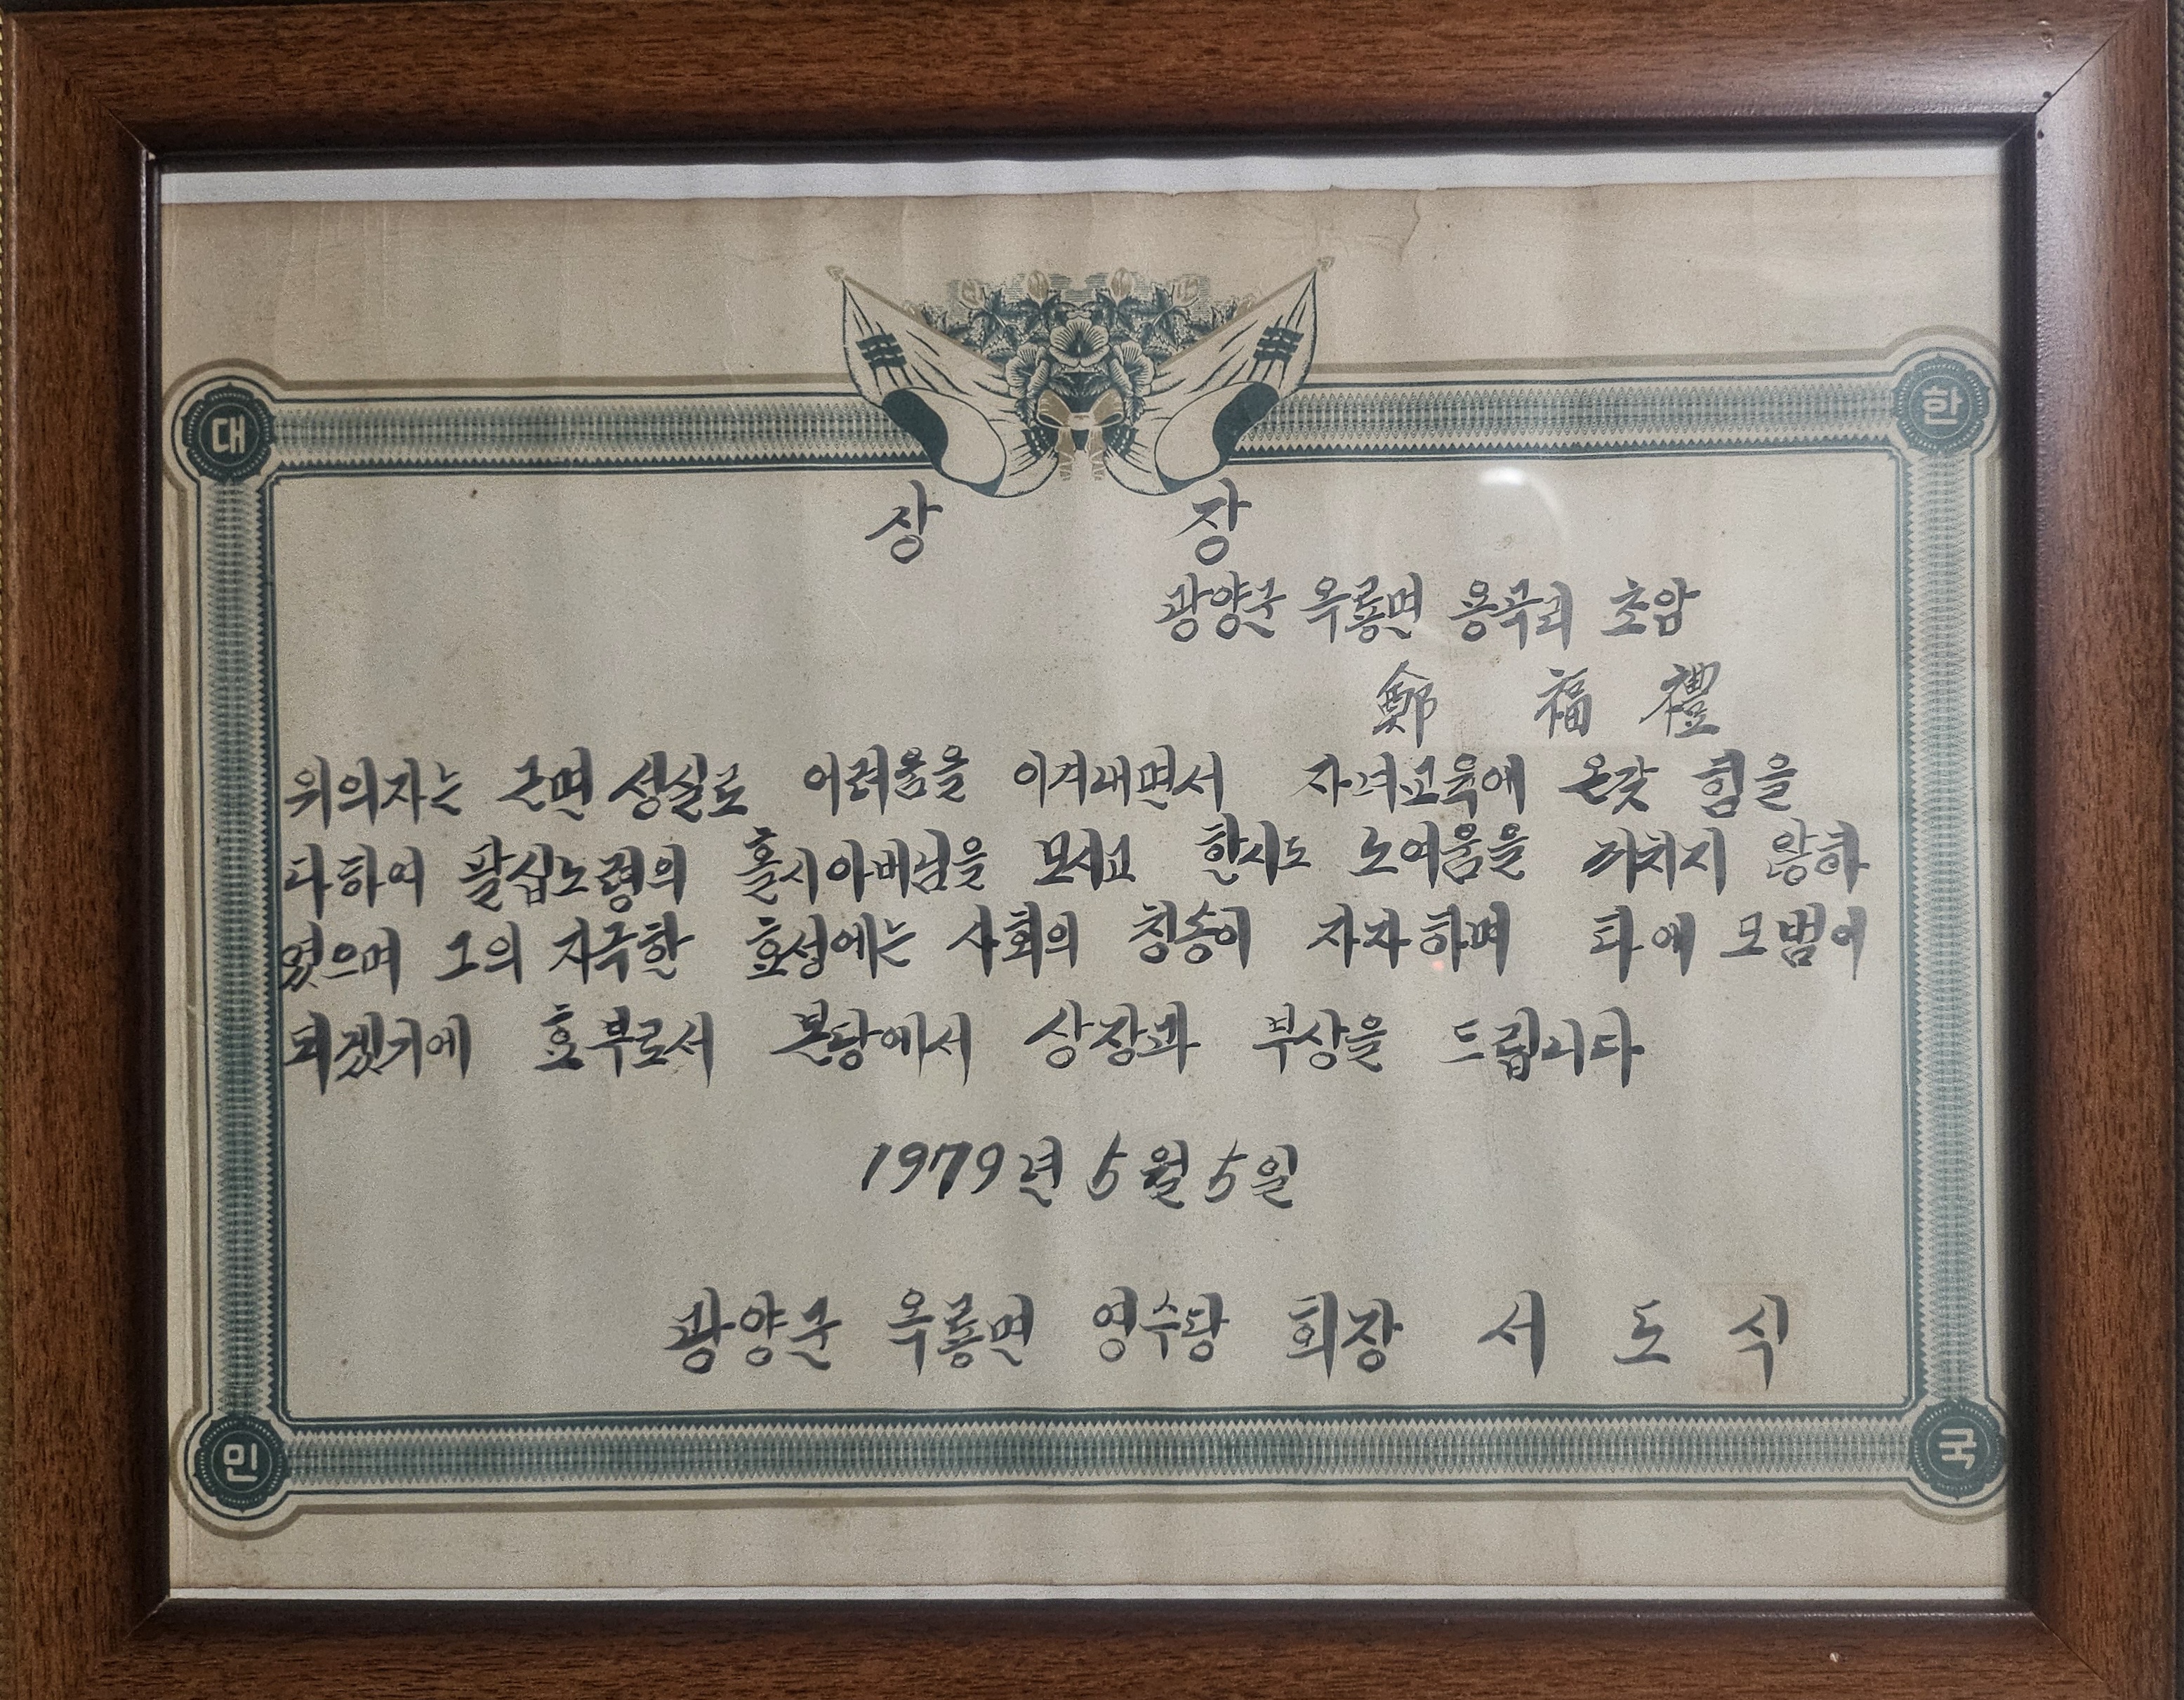 대 한
상 장
광양군 옥룡면 용곡리 초암
鄭 福 禮
위의자는 근면 성실로 어려움을 이겨내면서 자녀교육에 온갖 힘을
다하여 팔십노령의 홀시아버님을 모시고 한시도 노여움을 끼치지 않하
였으며 그의 지극한 효성에는 사회의 칭송이 자자하며 타에 모범이
되겠기에 효부로서 본당에서 상장과 부상을 드립니다
1979년 5월 5일
광양군 옥룡면 영수당 회장 서 도 식
민 국